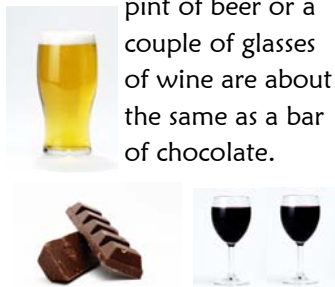 pint of beer or a
couple of glasses
of wine are about
the same as a bar
of chocolate.